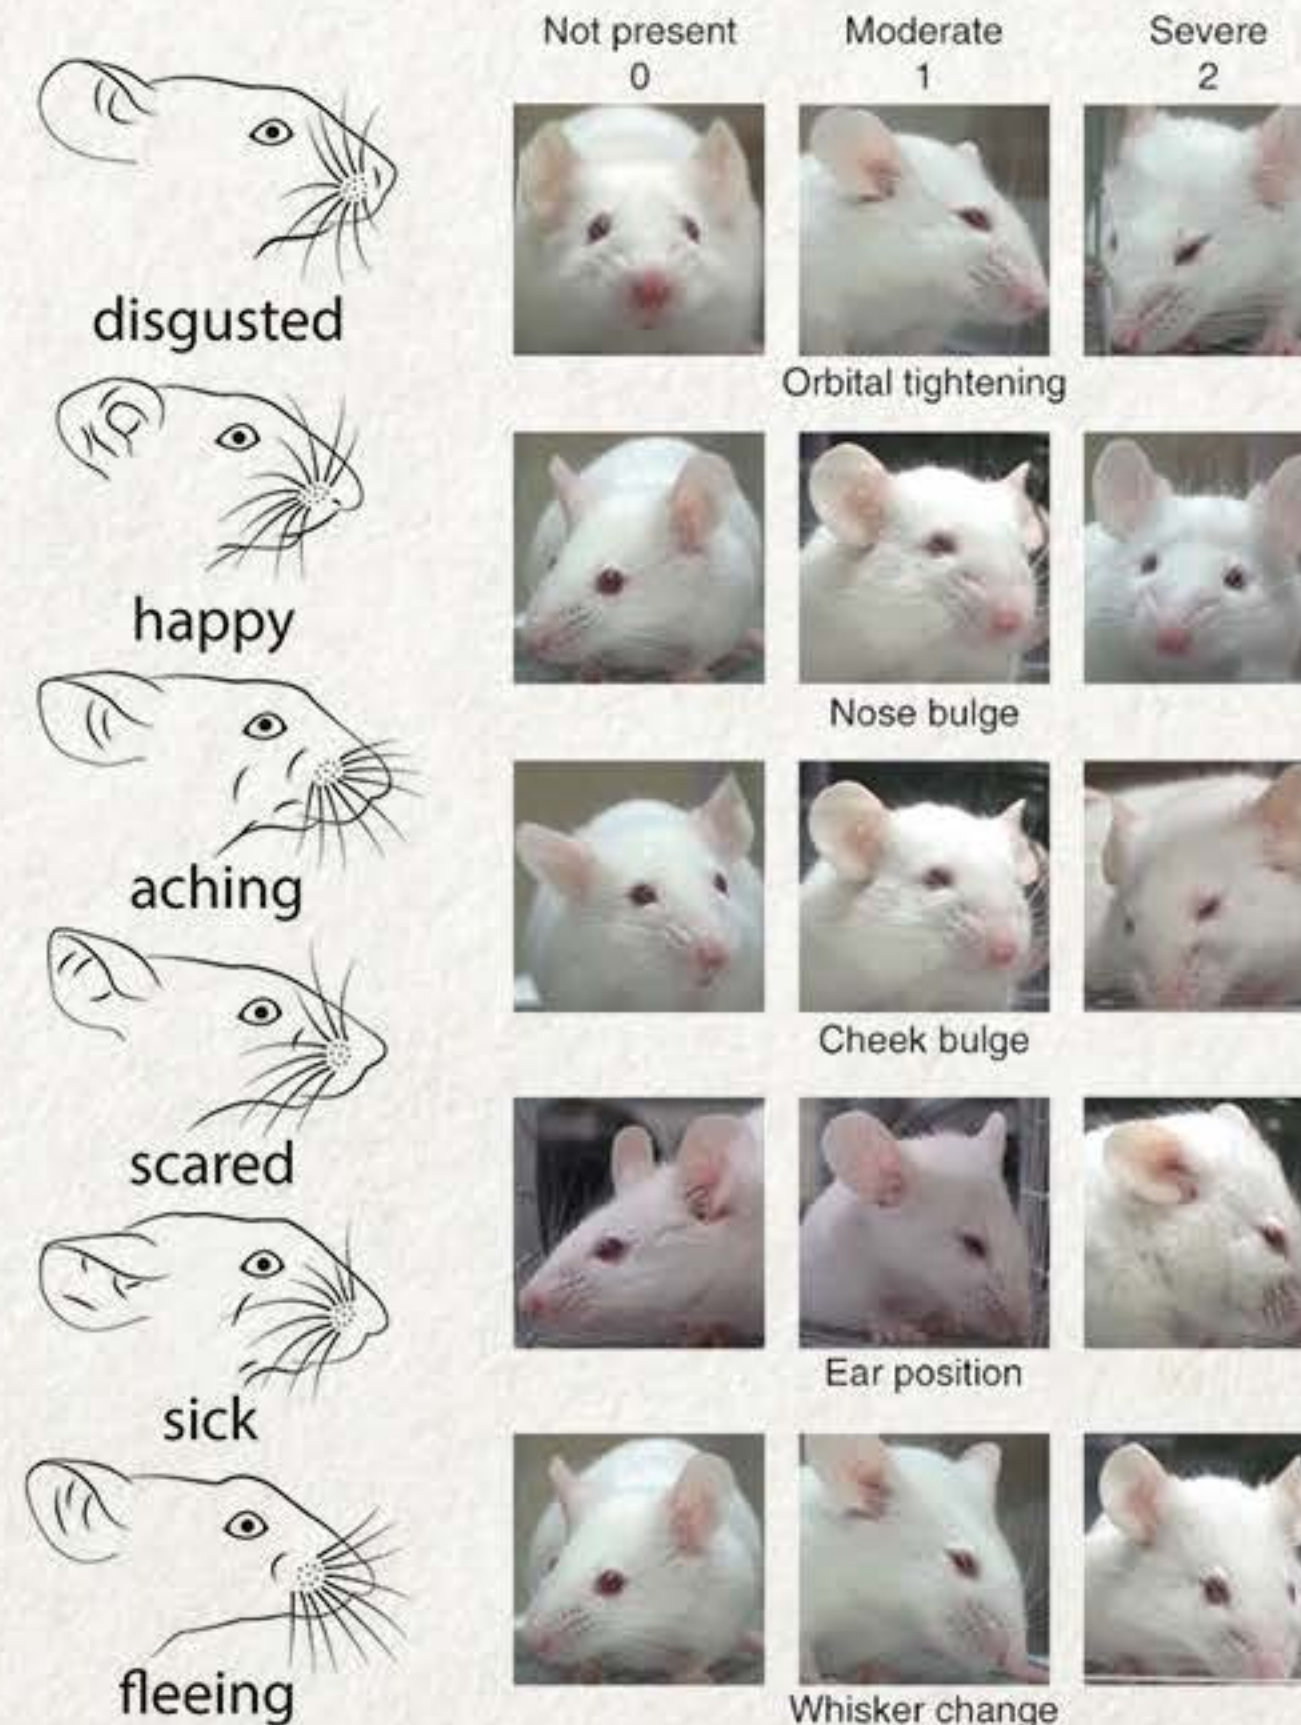 Not present
0
Moderate
1
Severe
2
disgusted
happy
aching
scared
sick
fleeing
Orbital tightening
Nose bulge
Cheek bulge
Ear position
Whisker change